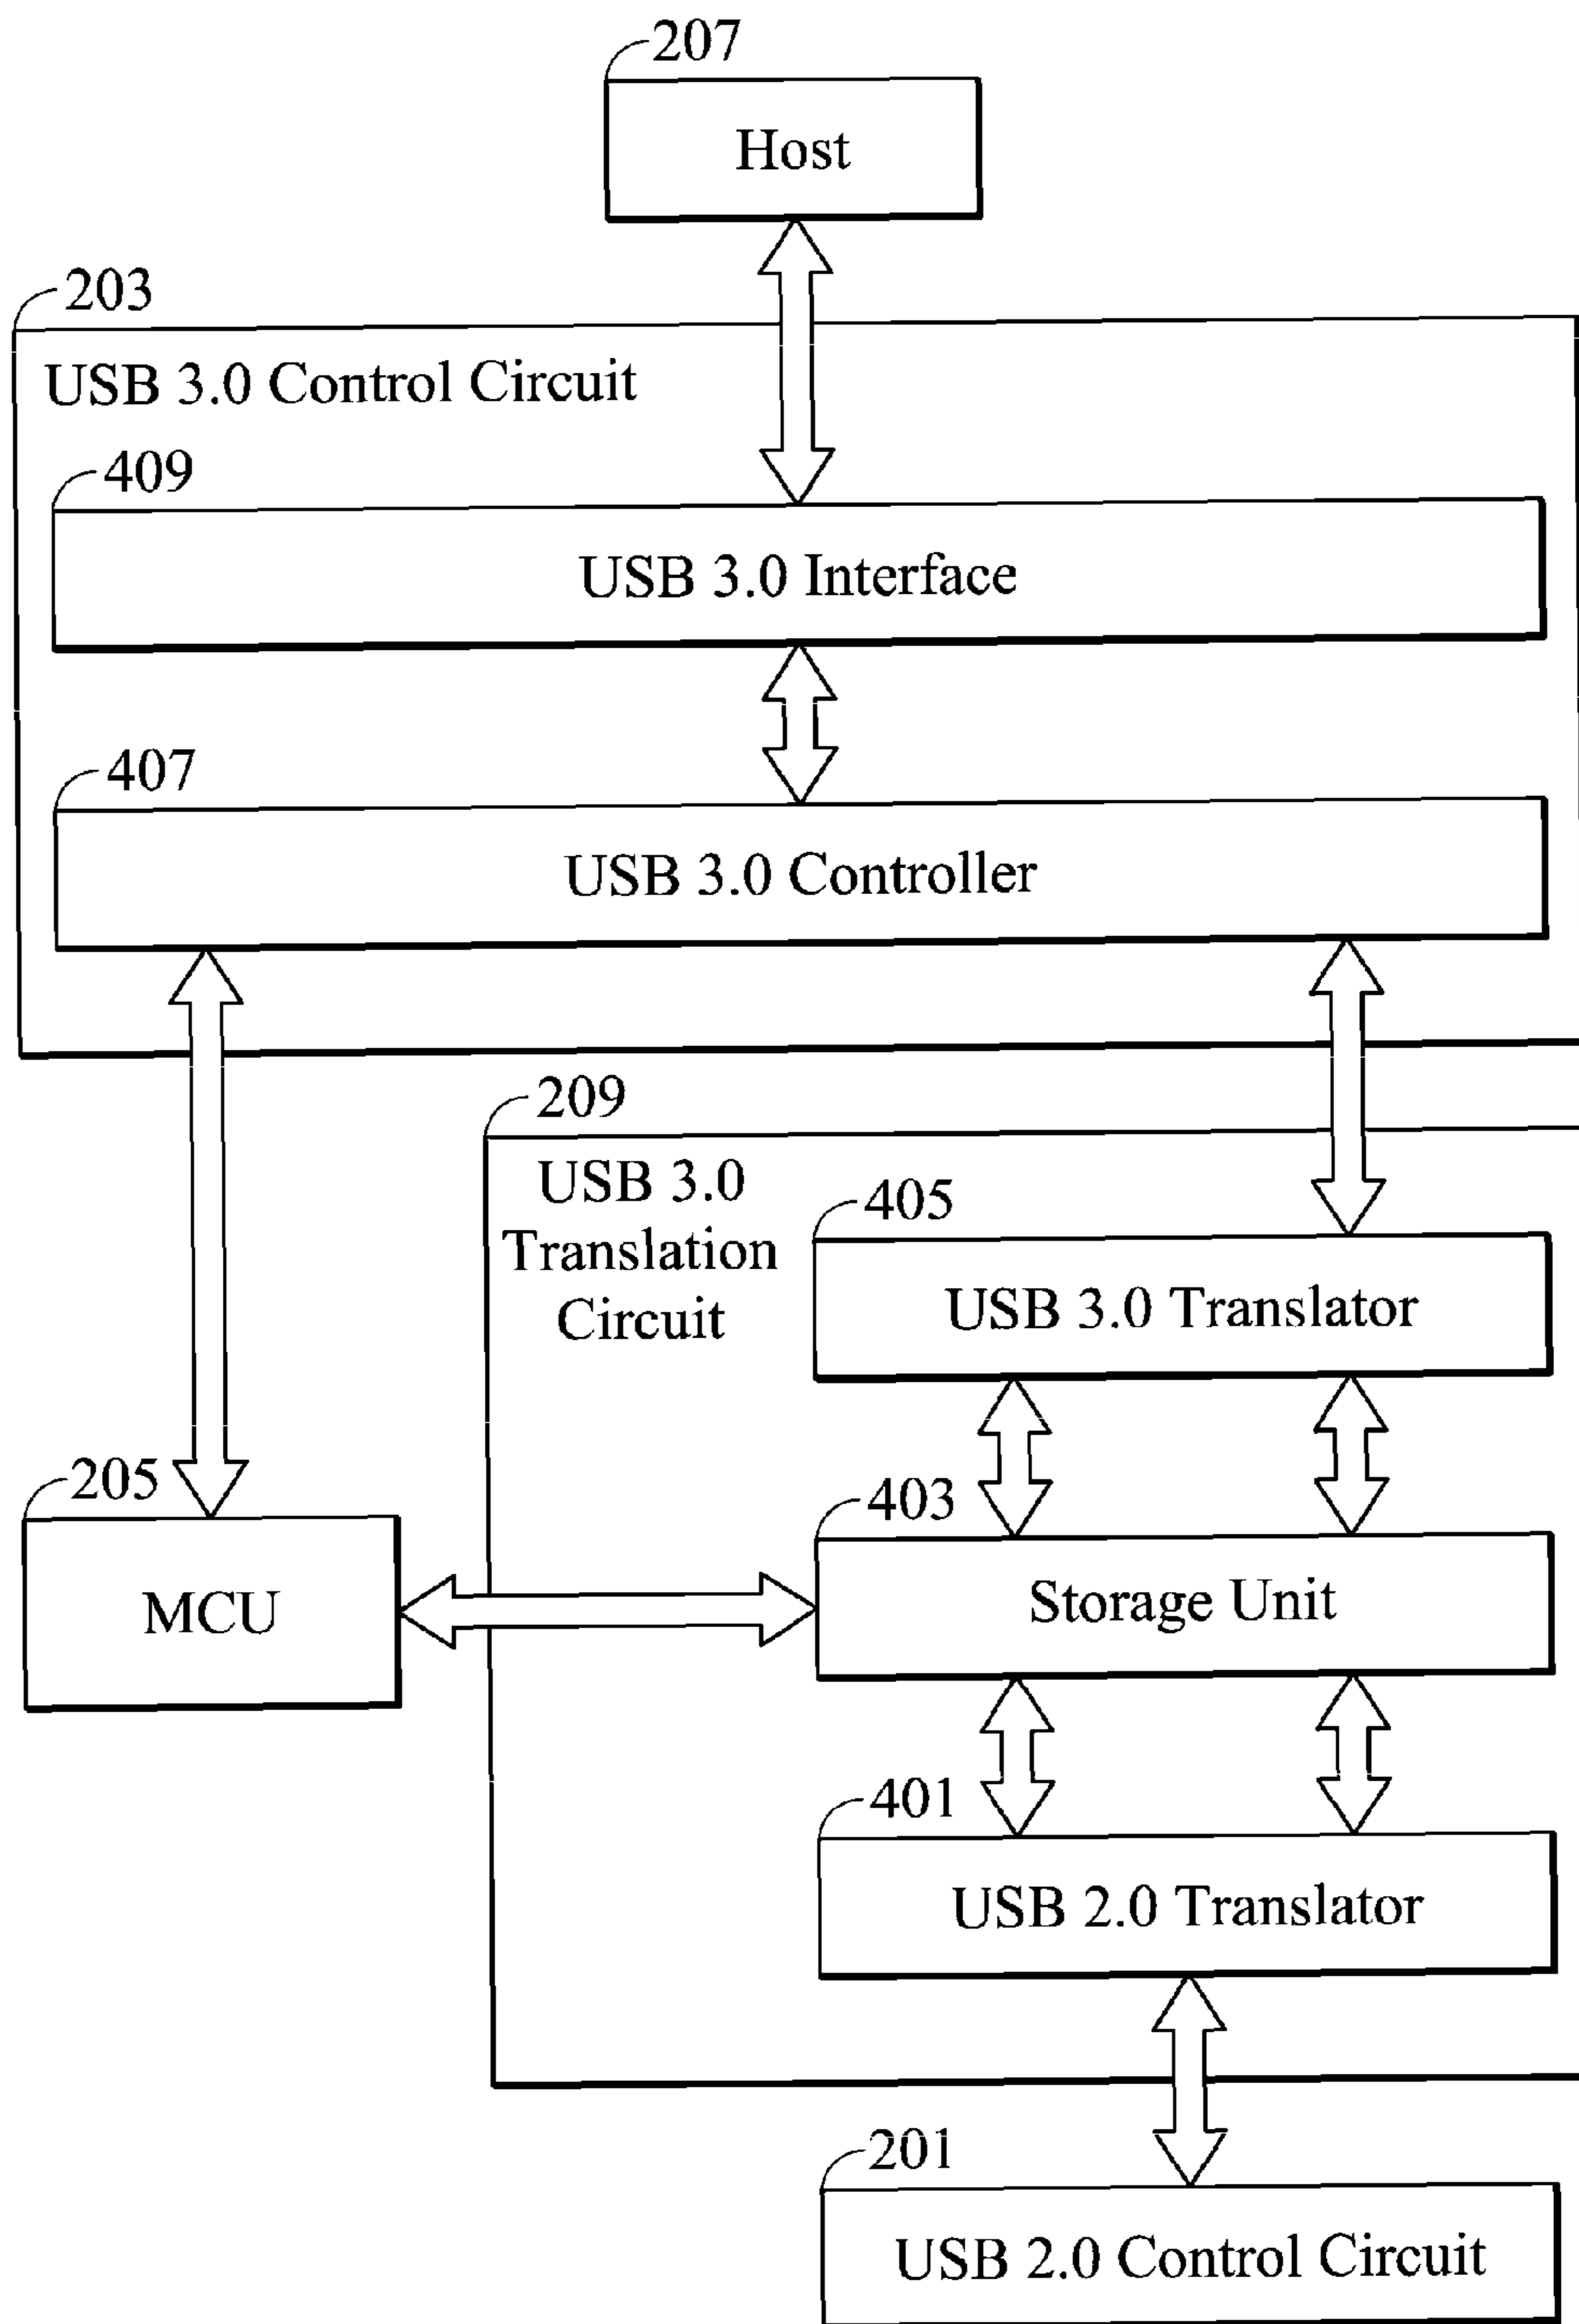 207
Host
203
USB 3.0 Control Circuit
409
USB 3.0 Interface
407
USB 3.0 Controller
209
USB 3.0
Translation
Circuit
405
USB 3.0 Translator
205
MCU
403
Storage Unit
401
USB 2.0 Translator
201
USB 2.0 Control Circuit